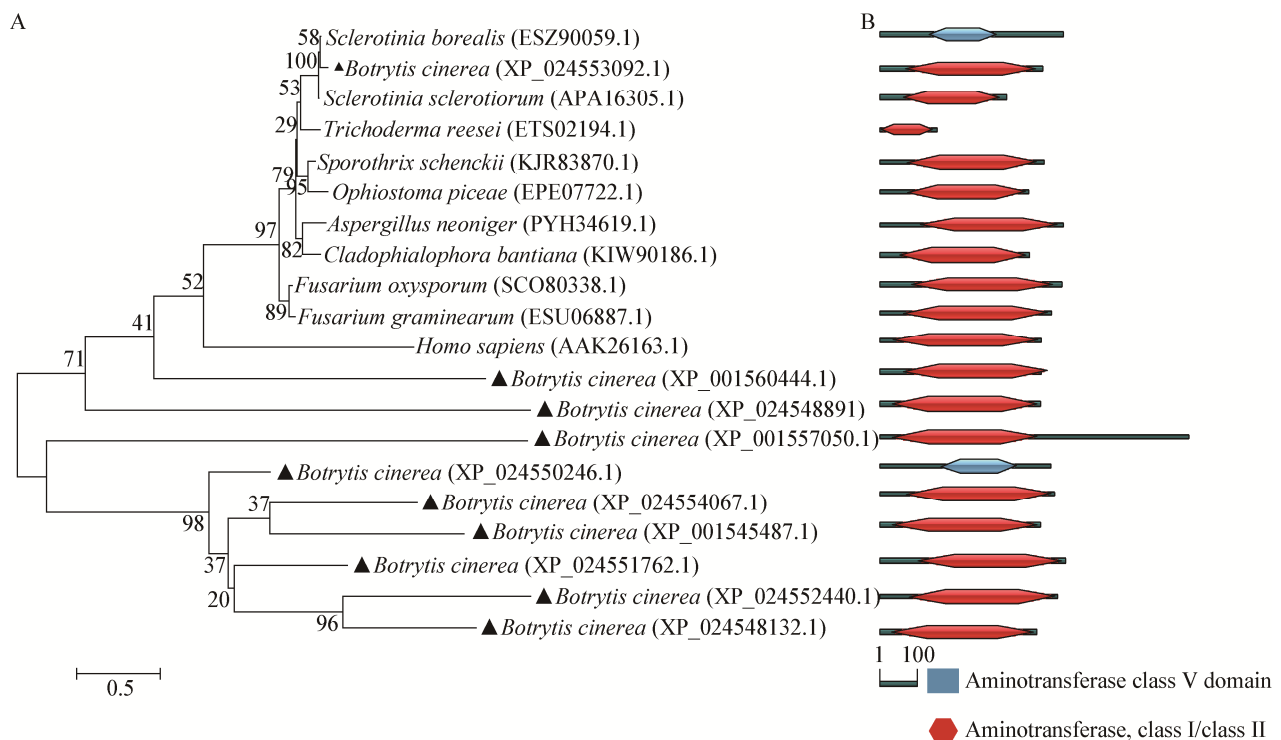 A
B
58
Sclerotinia borealis (ESZ90059.1)
100
▲Botrytis cinerea (XP_024553092.1)
53
Sclerotinia sclerotiorum (APA16305.1)
29
Trichoderma reesei (ETS02194.1)
Sporothrix schenckii (KJR83870.1)
79
95
Ophiostoma piceae (EPE07722.1)
97
Aspergillus neoniger (PYH34619.1)
82
Cladophialophora bantiana (KIW90186.1)
52
Fusarium oxysporum (SCO80338.1)
89
Fusarium graminearum (ESU06887.1)
41
Homo sapiens (AAK26163.1)
71
▲Botrytis cinerea (XP_001560444.1)
▲Botrytis cinerea (XP_024548891)
▲Botrytis cinerea (XP_001557050.1)
▲Botrytis cinerea (XP_024550246.1)
98
37
▲Botrytis cinerea (XP_024554067.1)
▲Botrytis cinerea (XP_001545487.1)
37
▲Botrytis cinerea (XP_024551762.1)
20
▲Botrytis cinerea (XP_024552440.1)
96
▲Botrytis cinerea (XP_024548132.1)
0.5
1 100
Aminotransferase class V domain
Aminotransferase, class I/class II